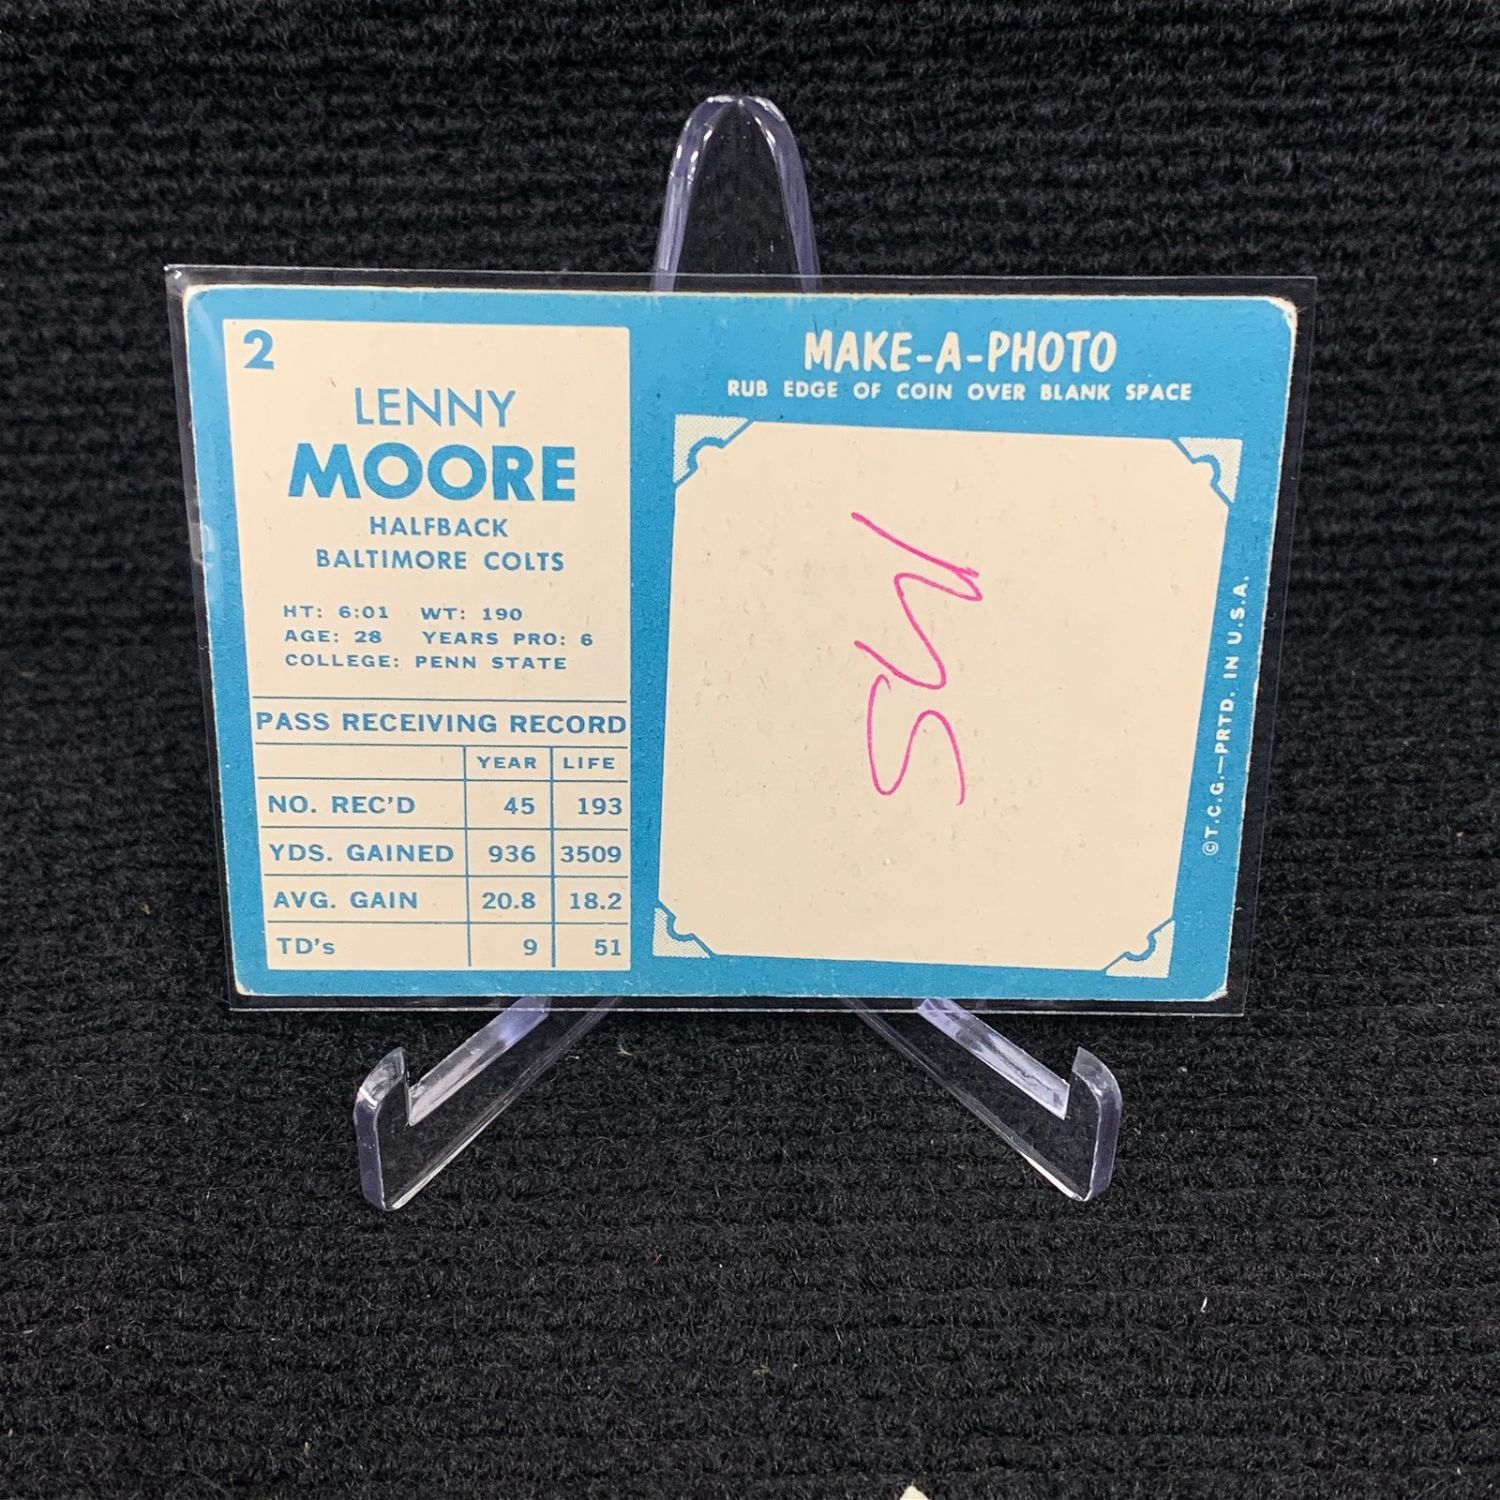 2
LENNY
MOORE
HALFBACK
BALTIMORE COLTS
HT: 6:01 WT: 190
AGE: 28 YEARS PRO: 6
COLLEGE: PENN STATE
PASS RECEIVING RECORD
YEAR LIFE
NO. REC'D 45 193
YDS. GAINED 936 3509
AVG. GAIN 20.8 18.2
TD's 9 51
MAKE-A-PHOTO
RUB EDGE OF COIN OVER BLANK SPACE
©T.C.G.—PRTD. IN U.S.A.